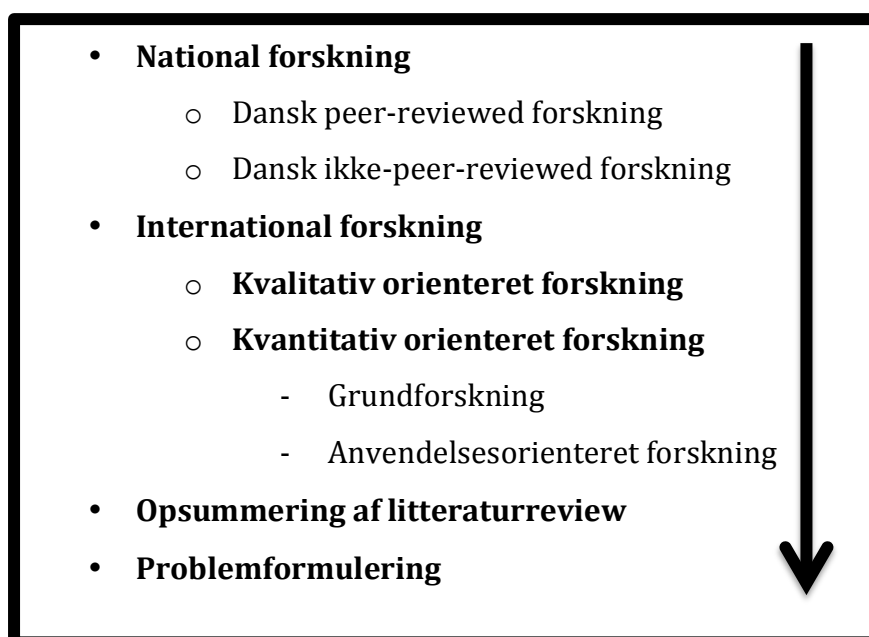 • National forskning
o Dansk peer-reviewed forskning
o Dansk ikke-peer-reviewed forskning
• International forskning
o Kvalitativ orienteret forskning
o Kvantitativ orienteret forskning
- Grundforskning
- Anvendelsesorienteret forskning
• Opsummering af litteraturreview
• Problemformulering